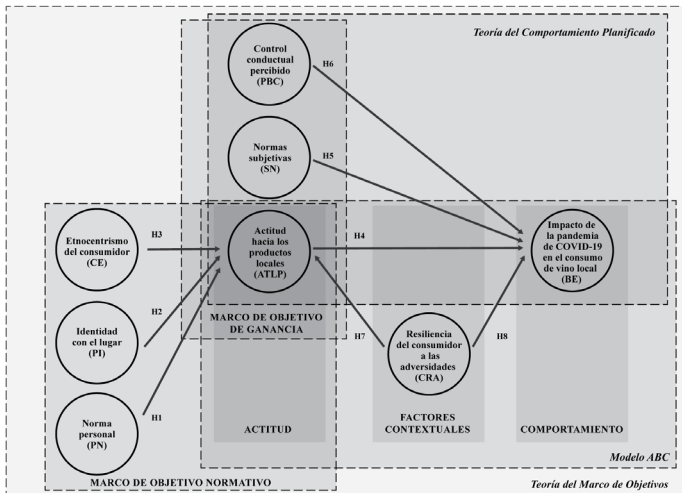 Teoría del Comportamiento Planificado
Control
conductual
percibido
(PBC)
H6
Normas
subjetivas
(SN)
H5
Etnocentrismo
del consumidor
(CE)
H3
Actitud
hacia los
productos
locales
(ATLP)
H4
Impacto de
la pandemia
de COVID-19
en el consumo
de vino local
(BE)
Identidad
con el lugar
(PI)
H2
MARCO DE OBJETIVO
DE GANANCIA
H7
Resiliencia
del consumidor
a las
adversidades
(CRA)
H8
Norma
personal
(PN)
H1
ACTITUD
FACTORES
CONTEXTUALES
COMPORTAMIENTO
Modelo ABC
MARCO DE OBJETIVO NORMATIVO
Teoría del Marco de Objetivos